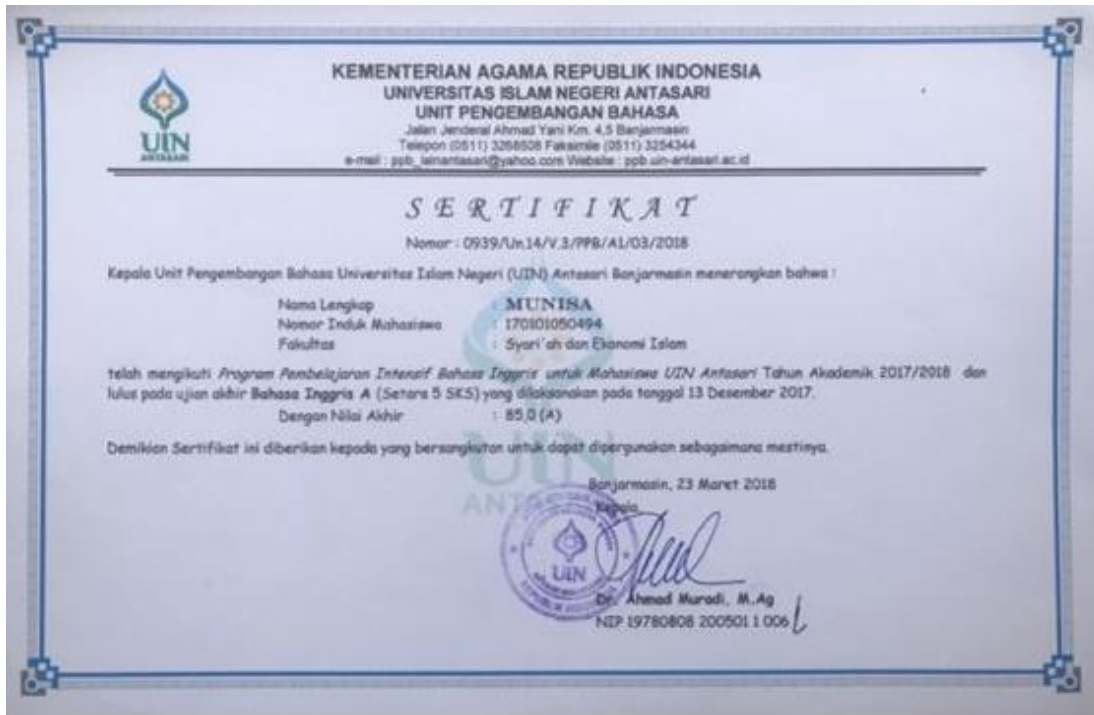 KEMENTERIAN AGAMA REPUBLIK INDONESIA
UNIVERSITAS ISLAM NEGERI ANTASARI
UNIT PENGEMBANGAN BAHASA
Jalan Jenderal Ahmad Yani Km. 4,5 Banjarmasin
Telepon (0511) 3268508 Faksimile (0511) 3254344
e-mail : ppb_iainantasari@yahoo.com Website : ppb.uin-antasari.ac.id
UIN
ANTASARI
SERTIFIKAT
Nomor : 0939/Un.14/V.3/PPB/A1/03/2018
Kepala Unit Pengembangan Bahasa Universitas Islam Negeri (UIN) Antasari Banjarmasin menerangkan bahwa :
Nama Lengkap : MUNISA
Nomor Induk Mahasiswa : 170101050494
Fakultas : Syari'ah dan Ekonomi Islam
telah mengikuti Program Pembelajaran Intensif Bahasa Inggris untuk Mahasiswa UIN Antasari Tahun Akademik 2017/2018 dan
lulus pada ujian akhir Bahasa Inggris A (Setara 5 SKS) yang dilaksanakan pada tanggal 13 Desember 2017.
Dengan Nilai Akhir : 85,0 (A)
Demikian Sertifikat ini diberikan kepada yang bersangkutan untuk dapat dipergunakan sebagaimana mestinya.
UIN
Banjarmasin, 23 Maret 2018
Kepala,
UIN
Dr. Ahmad Muradi, M.Ag
NIP 19780808 200501 1 006